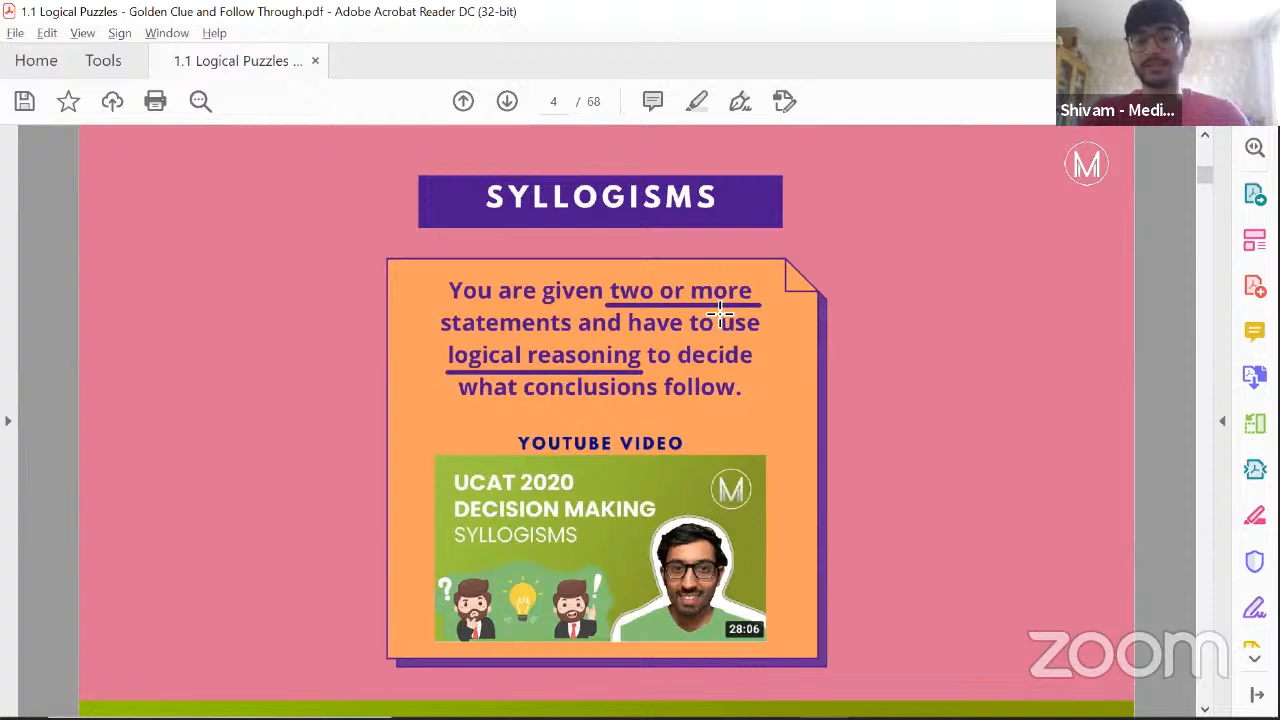 1.1 Logical Puzzles - Golden Clue and Follow Through.pdf - Adobe Acrobat Reader DC (32-bit)
File Edit View Sign Window Help
Home Tools 1.1 Logical Puzzles ... ×
4 / 68
Shivam - Medi...
M
SYLLOGISMS
You are given two or more
statements and have to use
logical reasoning to decide
what conclusions follow.
YOUTUBE VIDEO
UCAT 2020
DECISION MAKING
SYLLOGISMS
M
? !
28:06
zoom